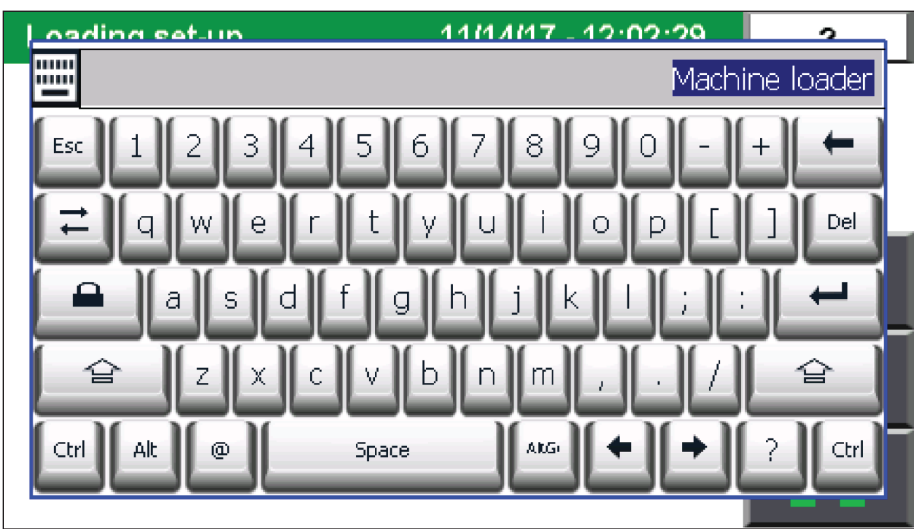 Loading set-up 11/14/17 - 12:02:29 ?
Machine loader
Esc 1 2 3 4 5 6 7 8 9 0 - +
q w e r t y u i o p [ ] Del
a s d f g h j k l ; :
z x c v b n m , . /
Ctrl Alt @ Space AltGr ? Ctrl